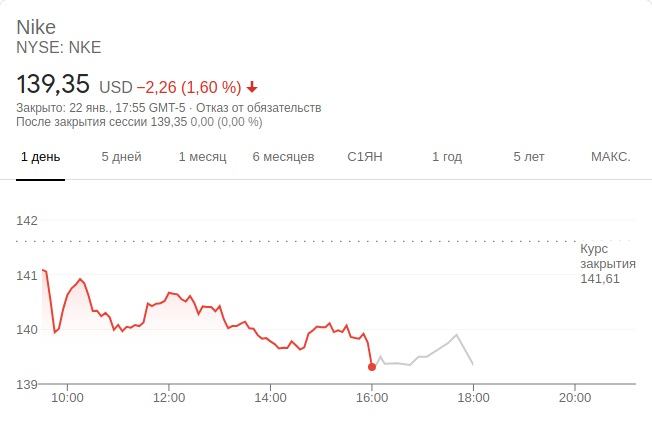 Nike
NYSE: NKE
139,35 USD −2,26 (1,60 %)
Закрыто: 22 янв., 17:55 GMT-5 · Отказ от обязательств
После закрытия сессии 139,35 0,00 (0,00 %)
1 день 5 дней 1 месяц 6 месяцев С1ЯН 1 год 5 лет МАКС.
142
Курс
закрытия
141,61
141
140
139
10:00 12:00 14:00 16:00 18:00 20:00